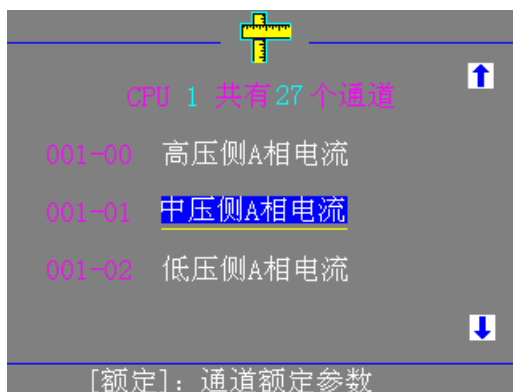 CPU 1 共有27个通道
001-00 高压侧A相电流
001-01 中压侧A相电流
001-02 低压侧A相电流
[额定]: 通道额定参数